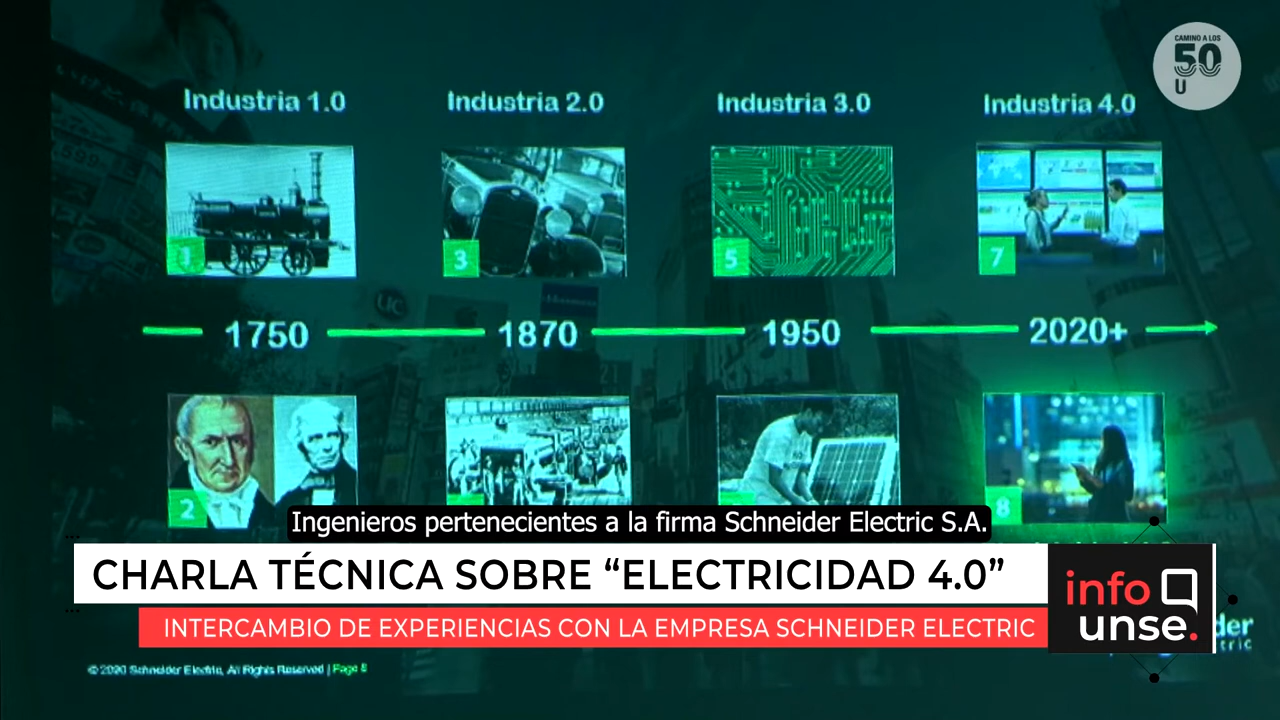 CAMINO A LOS
50
U
Industria 1.0
Industria 2.0
Industria 3.0
Industria 4.0
1
3
5
7
1750
1870
1950
2020+
2
8
Ingenieros pertenecientes a la firma Schneider Electric S.A.
CHARLA TÉCNICA SOBRE “ELECTRICIDAD 4.0”
INTERCAMBIO DE EXPERIENCIAS CON LA EMPRESA SCHNEIDER ELECTRIC
info
unse.
© 2020 Schneider Electric, All Rights Reserved | Page 8